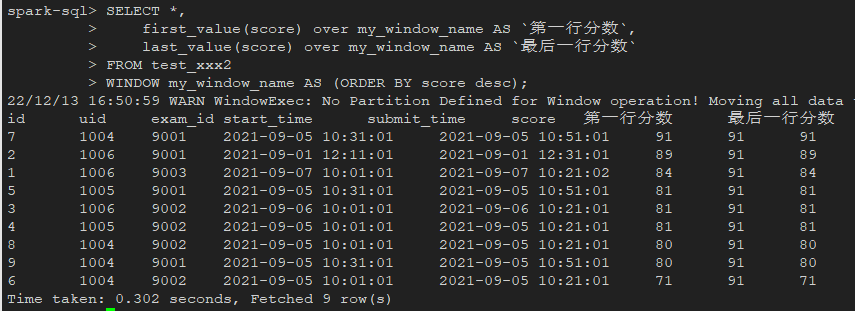 spark-sql> SELECT *,
         >     first_value(score) over my_window_name AS `第一行分数`,
         >     last_value(score) over my_window_name AS `最后一行分数`
         > FROM test_xxx2
         > WINDOW my_window_name AS (ORDER BY score desc);
22/12/13 16:50:59 WARN WindowExec: No Partition Defined for Window operation! Moving all data
id uid exam_id start_time submit_time score 第一行分数 最后一行分数
7 1004 9001 2021-09-05 10:31:01 2021-09-05 10:51:01 91 91 91
2 1006 9001 2021-09-01 12:11:01 2021-09-01 12:31:01 89 91 89
1 1006 9003 2021-09-07 10:01:01 2021-09-07 10:21:02 84 91 84
5 1005 9001 2021-09-05 10:31:01 2021-09-05 10:51:01 81 91 81
3 1006 9002 2021-09-06 10:01:01 2021-09-06 10:21:01 81 91 81
4 1005 9002 2021-09-05 10:01:01 2021-09-05 10:21:01 81 91 81
8 1004 9002 2021-09-05 10:01:01 2021-09-05 10:21:01 80 91 80
9 1004 9001 2021-09-05 10:31:01 2021-09-05 10:51:01 80 91 80
6 1004 9002 2021-09-05 10:01:01 2021-09-05 10:21:01 71 91 71
Time taken: 0.302 seconds, Fetched 9 row(s)